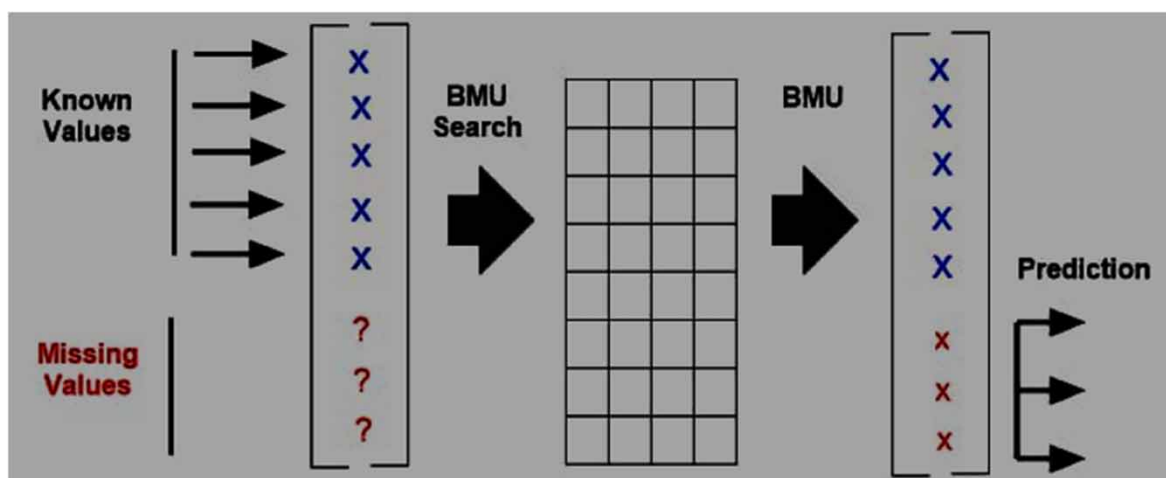 Known
Values
X
X
X
X
X
?
?
?
Missing
Values
BMU
Search
BMU
X
X
X
X
X
x
x
x
Prediction